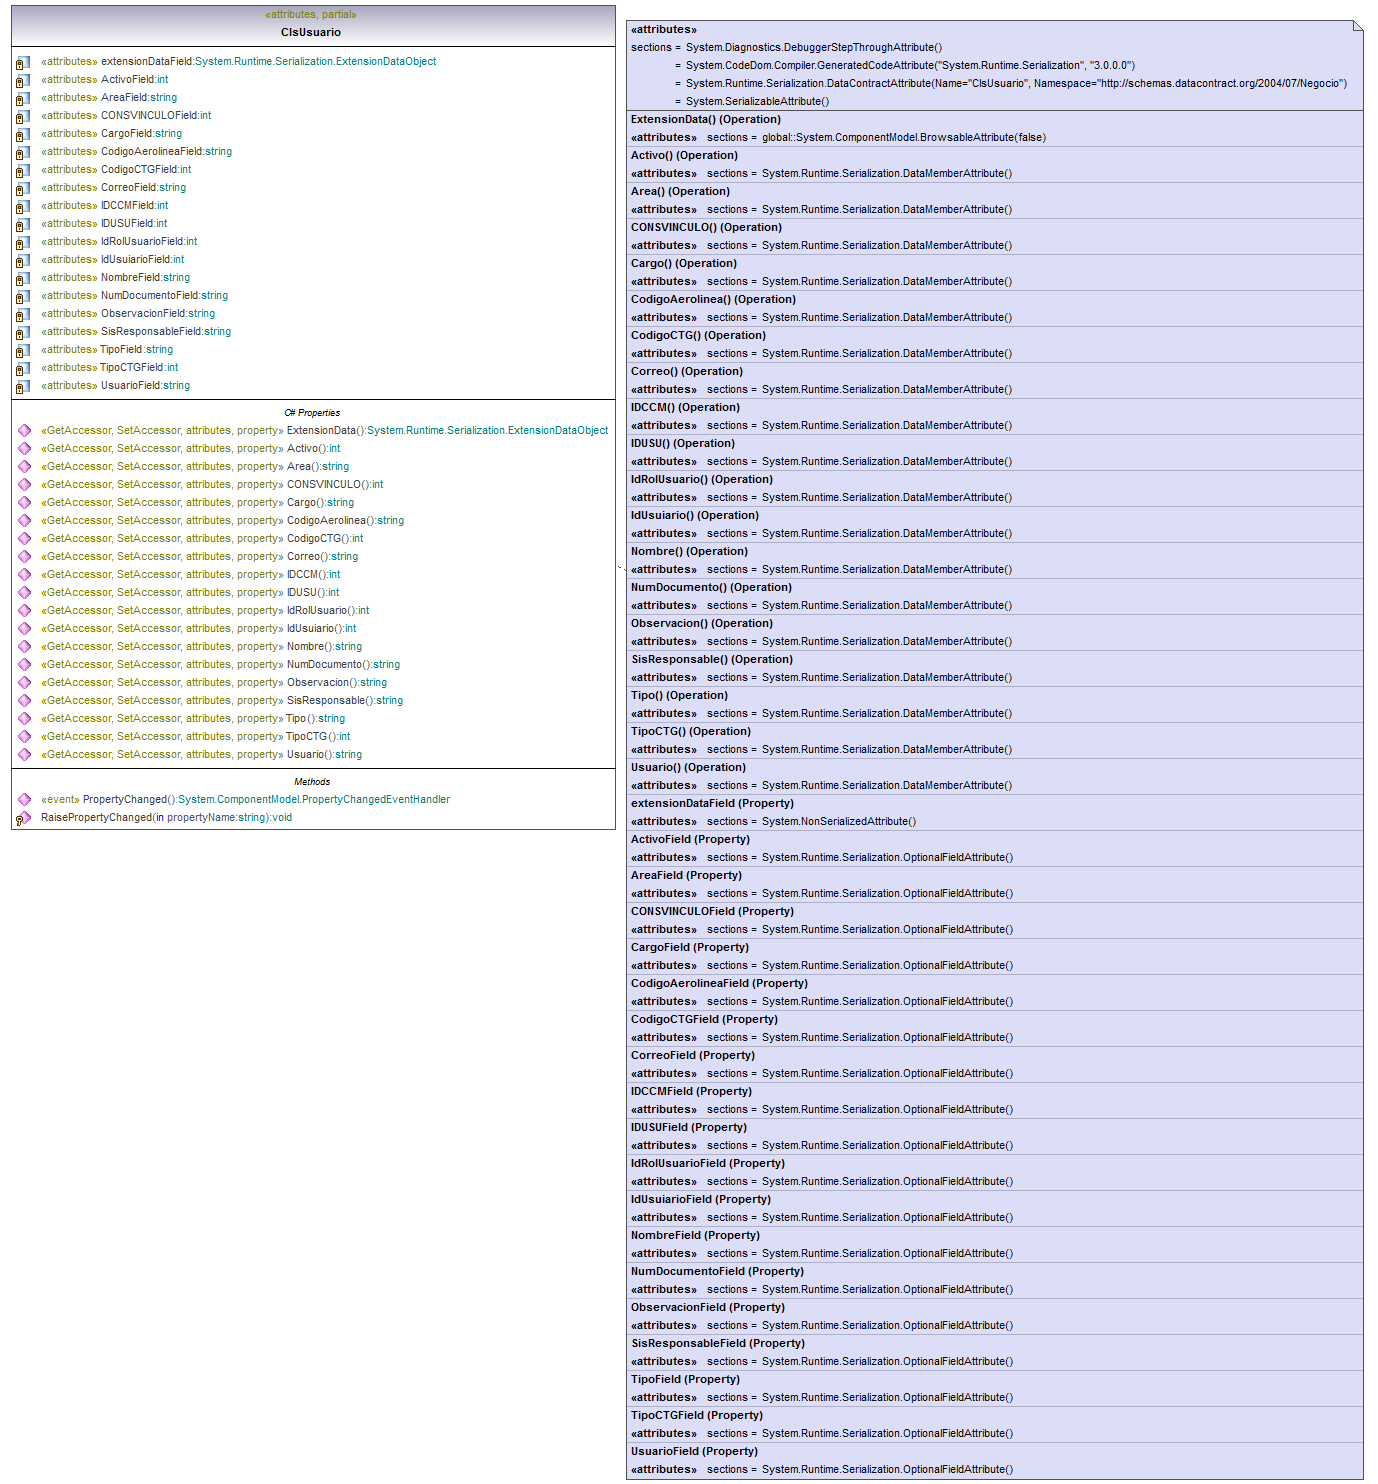 «attributes, partial»
ClsUsuario
«attributes» extensionDataField:System.Runtime.Serialization.ExtensionDataObject
«attributes» ActivoField:int
«attributes» AreaField:string
«attributes» CONSVINCULOField:int
«attributes» CargoField:string
«attributes» CodigoAerolineaField:string
«attributes» CodigoCTGField:int
«attributes» CorreoField:string
«attributes» IDCCMField:int
«attributes» IDUSUField:int
«attributes» IdRolUsuarioField:int
«attributes» IdUsuiarioField:int
«attributes» NombreField:string
«attributes» NumDocumentoField:string
«attributes» ObservacionField:string
«attributes» SisResponsableField:string
«attributes» TipoField:string
«attributes» TipoCTGField:int
«attributes» UsuarioField:string
C# Properties
«GetAccessor, SetAccessor, attributes, property» ExtensionData():System.Runtime.Serialization.ExtensionDataObject
«GetAccessor, SetAccessor, attributes, property» Activo():int
«GetAccessor, SetAccessor, attributes, property» Area():string
«GetAccessor, SetAccessor, attributes, property» CONSVINCULO():int
«GetAccessor, SetAccessor, attributes, property» Cargo():string
«GetAccessor, SetAccessor, attributes, property» CodigoAerolinea():string
«GetAccessor, SetAccessor, attributes, property» CodigoCTG():int
«GetAccessor, SetAccessor, attributes, property» Correo():string
«GetAccessor, SetAccessor, attributes, property» IDCCM():int
«GetAccessor, SetAccessor, attributes, property» IDUSU():int
«GetAccessor, SetAccessor, attributes, property» IdRolUsuario():int
«GetAccessor, SetAccessor, attributes, property» IdUsuiario():int
«GetAccessor, SetAccessor, attributes, property» Nombre():string
«GetAccessor, SetAccessor, attributes, property» NumDocumento():string
«GetAccessor, SetAccessor, attributes, property» Observacion():string
«GetAccessor, SetAccessor, attributes, property» SisResponsable():string
«GetAccessor, SetAccessor, attributes, property» Tipo():string
«GetAccessor, SetAccessor, attributes, property» TipoCTG():int
«GetAccessor, SetAccessor, attributes, property» Usuario():string
Methods
«event» PropertyChanged():System.ComponentModel.PropertyChangedEventHandler
RaisePropertyChanged(in propertyName:string):void
«attributes»
sections = System.Diagnostics.DebuggerStepThroughAttribute()
= System.CodeDom.Compiler.GeneratedCodeAttribute("System.Runtime.Serialization", "3.0.0.0")
= System.Runtime.Serialization.DataContractAttribute(Name="ClsUsuario", Namespace="http://schemas.datacontract.org/2004/07/Negocio")
= System.SerializableAttribute()
ExtensionData() (Operation)
«attributes» sections = global::System.ComponentModel.BrowsableAttribute(false)
Activo() (Operation)
«attributes» sections = System.Runtime.Serialization.DataMemberAttribute()
Area() (Operation)
«attributes» sections = System.Runtime.Serialization.DataMemberAttribute()
CONSVINCULO() (Operation)
«attributes» sections = System.Runtime.Serialization.DataMemberAttribute()
Cargo() (Operation)
«attributes» sections = System.Runtime.Serialization.DataMemberAttribute()
CodigoAerolinea() (Operation)
«attributes» sections = System.Runtime.Serialization.DataMemberAttribute()
CodigoCTG() (Operation)
«attributes» sections = System.Runtime.Serialization.DataMemberAttribute()
Correo() (Operation)
«attributes» sections = System.Runtime.Serialization.DataMemberAttribute()
IDCCM() (Operation)
«attributes» sections = System.Runtime.Serialization.DataMemberAttribute()
IDUSU() (Operation)
«attributes» sections = System.Runtime.Serialization.DataMemberAttribute()
IdRolUsuario() (Operation)
«attributes» sections = System.Runtime.Serialization.DataMemberAttribute()
IdUsuiario() (Operation)
«attributes» sections = System.Runtime.Serialization.DataMemberAttribute()
Nombre() (Operation)
«attributes» sections = System.Runtime.Serialization.DataMemberAttribute()
NumDocumento() (Operation)
«attributes» sections = System.Runtime.Serialization.DataMemberAttribute()
Observacion() (Operation)
«attributes» sections = System.Runtime.Serialization.DataMemberAttribute()
SisResponsable() (Operation)
«attributes» sections = System.Runtime.Serialization.DataMemberAttribute()
Tipo() (Operation)
«attributes» sections = System.Runtime.Serialization.DataMemberAttribute()
TipoCTG() (Operation)
«attributes» sections = System.Runtime.Serialization.DataMemberAttribute()
Usuario() (Operation)
«attributes» sections = System.Runtime.Serialization.DataMemberAttribute()
extensionDataField (Property)
«attributes» sections = System.NonSerializedAttribute()
ActivoField (Property)
«attributes» sections = System.Runtime.Serialization.OptionalFieldAttribute()
AreaField (Property)
«attributes» sections = System.Runtime.Serialization.OptionalFieldAttribute()
CONSVINCULOField (Property)
«attributes» sections = System.Runtime.Serialization.OptionalFieldAttribute()
CargoField (Property)
«attributes» sections = System.Runtime.Serialization.OptionalFieldAttribute()
CodigoAerolineaField (Property)
«attributes» sections = System.Runtime.Serialization.OptionalFieldAttribute()
CodigoCTGField (Property)
«attributes» sections = System.Runtime.Serialization.OptionalFieldAttribute()
CorreoField (Property)
«attributes» sections = System.Runtime.Serialization.OptionalFieldAttribute()
IDCCMField (Property)
«attributes» sections = System.Runtime.Serialization.OptionalFieldAttribute()
IDUSUField (Property)
«attributes» sections = System.Runtime.Serialization.OptionalFieldAttribute()
IdRolUsuarioField (Property)
«attributes» sections = System.Runtime.Serialization.OptionalFieldAttribute()
IdUsuiarioField (Property)
«attributes» sections = System.Runtime.Serialization.OptionalFieldAttribute()
NombreField (Property)
«attributes» sections = System.Runtime.Serialization.OptionalFieldAttribute()
NumDocumentoField (Property)
«attributes» sections = System.Runtime.Serialization.OptionalFieldAttribute()
ObservacionField (Property)
«attributes» sections = System.Runtime.Serialization.OptionalFieldAttribute()
SisResponsableField (Property)
«attributes» sections = System.Runtime.Serialization.OptionalFieldAttribute()
TipoField (Property)
«attributes» sections = System.Runtime.Serialization.OptionalFieldAttribute()
TipoCTGField (Property)
«attributes» sections = System.Runtime.Serialization.OptionalFieldAttribute()
UsuarioField (Property)
«attributes» sections = System.Runtime.Serialization.OptionalFieldAttribute()